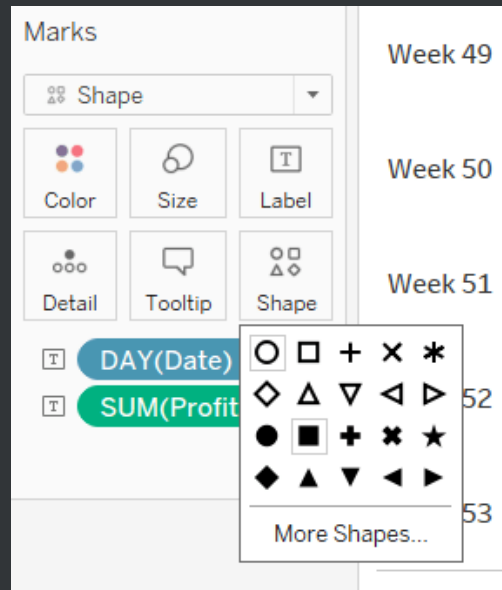 Marks
Shape
Color
Size
T
Label
Detail
Tooltip
Shape
T DAY(Date)
T SUM(Profit
More Shapes...
Week 49
Week 50
Week 51
52
53